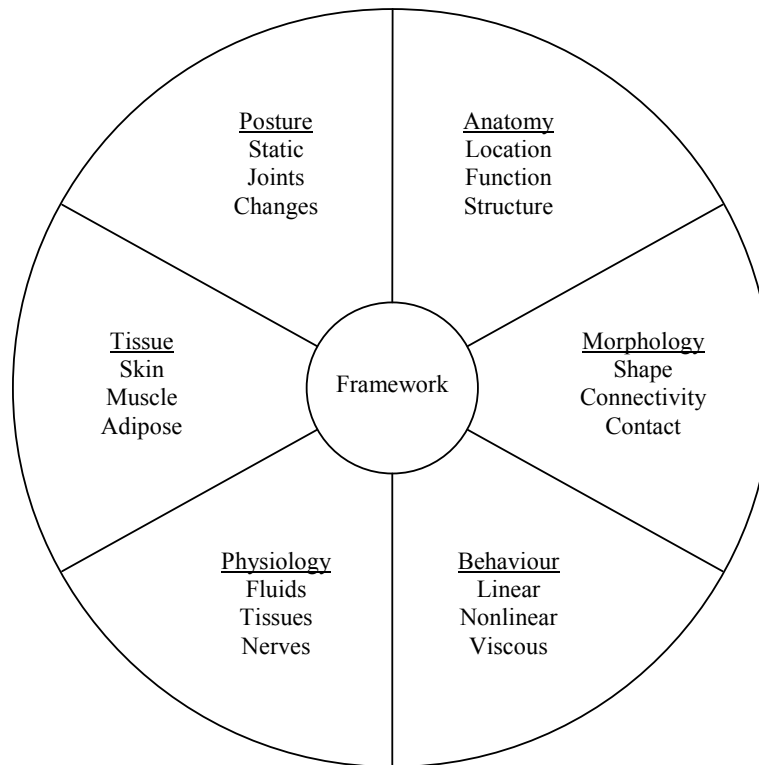 Posture
Static
Joints
Changes
Anatomy
Location
Function
Structure
Tissue
Skin
Muscle
Adipose
Framework
Morphology
Shape
Connectivity
Contact
Physiology
Fluids
Tissues
Nerves
Behaviour
Linear
Nonlinear
Viscous